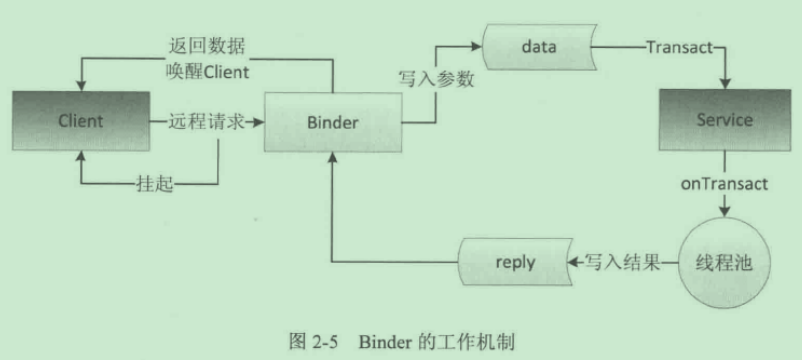 返回数据
唤醒Client
data
Transact
写入参数
Client
远程请求
Binder
Service
挂起
onTransact
reply
写入结果
线程池
图 2-5 Binder 的工作机制